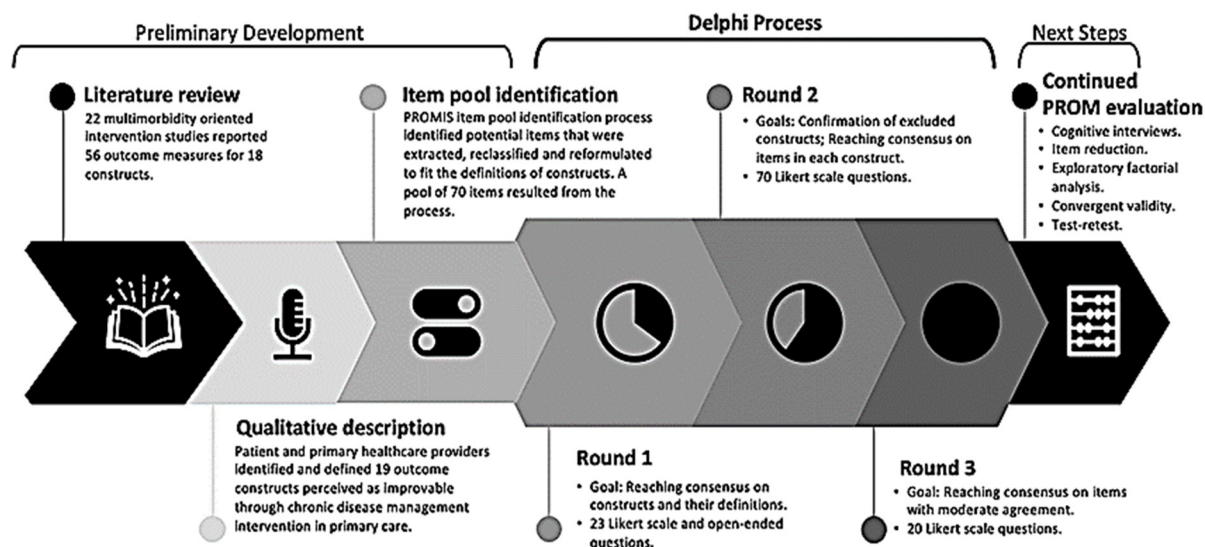 Preliminary Development
Delphi Process
Next Steps
Literature review
22 multimorbidity oriented
intervention studies reported
56 outcome measures for 18
constructs.
Item pool identification
PROMIS item pool identification process
identified potential items that were
extracted, reclassified and reformulated
to fit the definitions of constructs. A
pool of 70 items resulted from the
process.
Round 2
• Goals: Confirmation of excluded
constructs; Reaching consensus on
items in each construct.
• 70 Likert scale questions.
Continued
PROM evaluation
• Cognitive interviews.
• Item reduction.
• Exploratory factorial
analysis.
• Convergent validity.
• Test-retest.
Qualitative description
Patient and primary healthcare providers
identified and defined 19 outcome
constructs perceived as improvable
through chronic disease management
intervention in primary care.
Round 1
• Goal: Reaching consensus on
constructs and their definitions.
• 23 Likert scale and open-ended
questions.
Round 3
• Goal: Reaching consensus on items
with moderate agreement.
• 20 Likert scale questions.